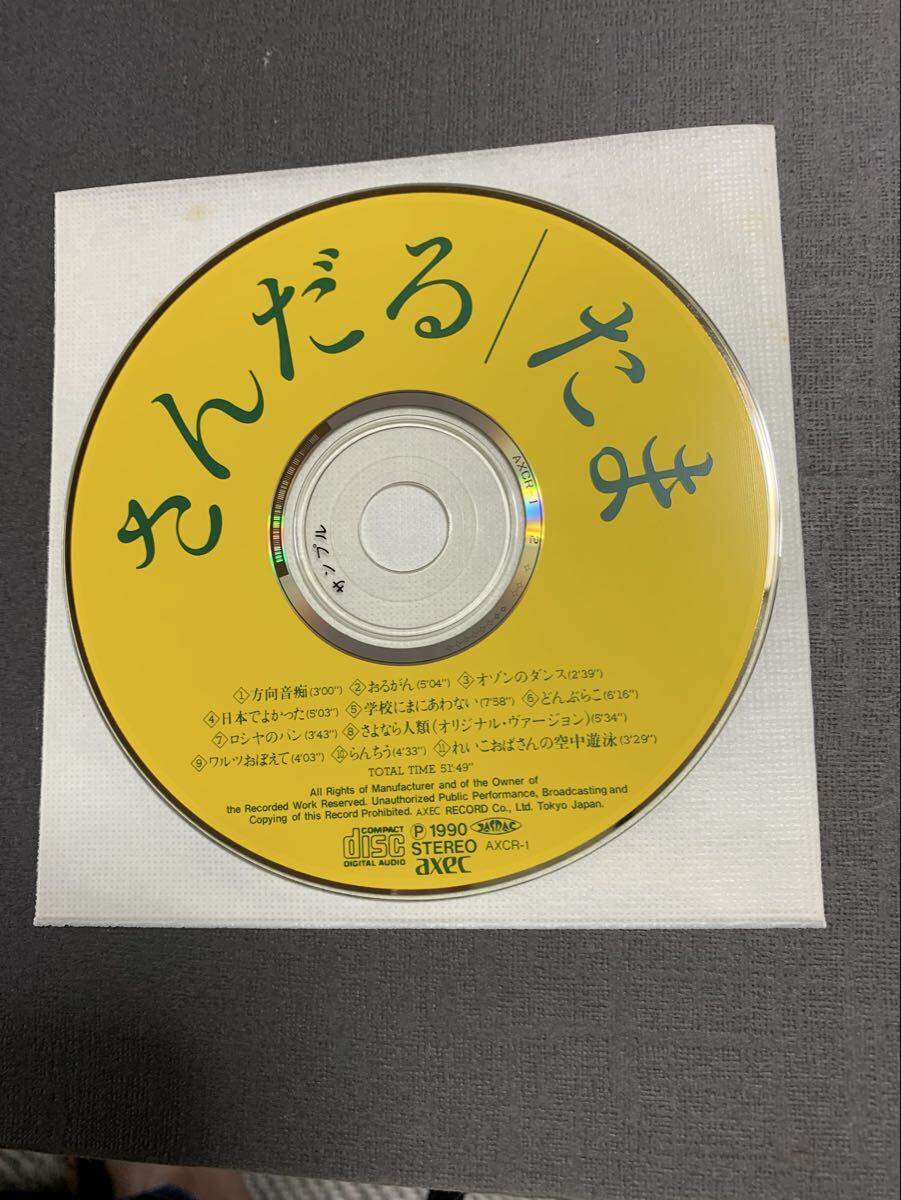 さんだる/たま
AXCR-1 2
サンプル
①方向音痴(3'00") ②おるがん(5'04") ③オゾンのダンス(2'39")
④日本でよかった(5'03") ⑤学校にまにあわない(7'58") ⑥どんぶらこ(6'16")
⑦ロシヤのパン(3'43") ⑧さよなら人類(オリジナル・ヴァージョン)(5'34")
⑨ワルツおぼえて(4'03") ⑩らんちう(4'33") ⑪れいこおばさんの空中遊泳(3'29")
TOTAL TIME 51'49"
All Rights of Manufacturer and of the Owner of
the Recorded Work Reserved. Unauthorized Public Performance, Broadcasting and
Copying of this Record Prohibited. AXEC RECORD Co., Ltd. Tokyo Japan.
COMPACT disc DIGITAL AUDIO
Ⓟ1990 JASRAC
STEREO AXCR-1
axec